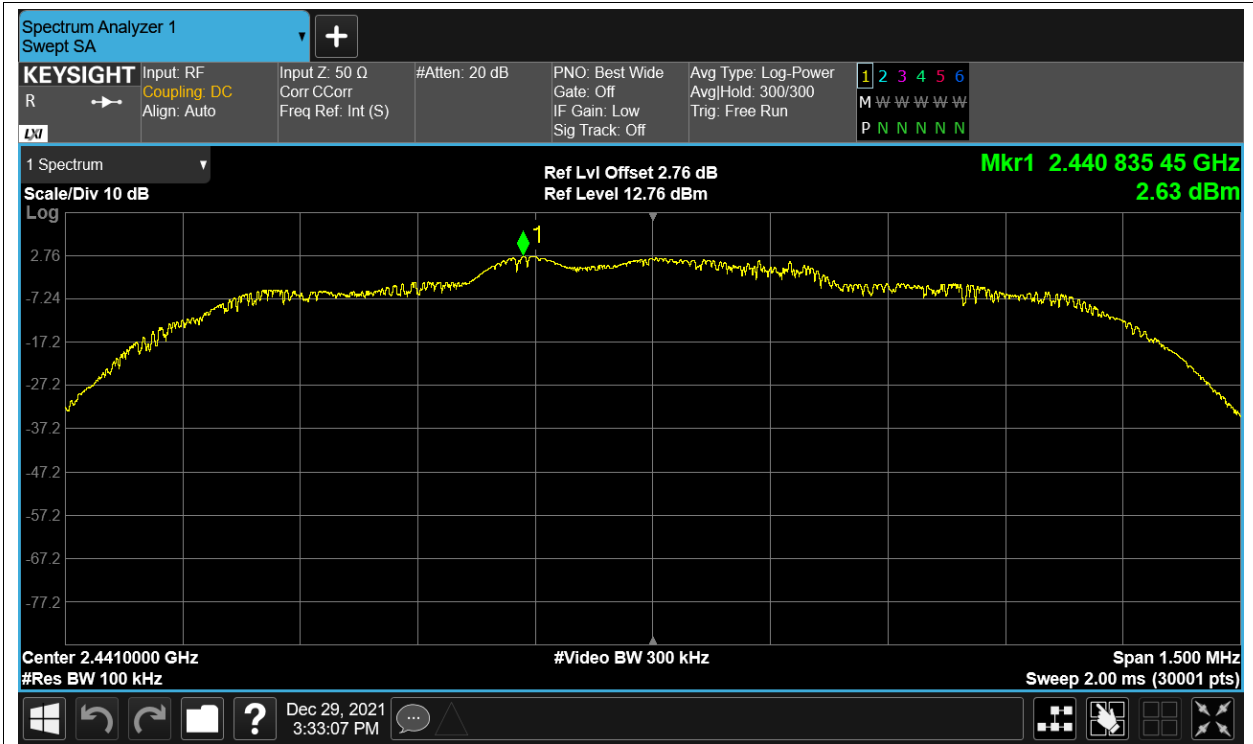 Spectrum Analyzer 1
Swept SA
KEYSIGHT
R
LXI
Input: RF
Coupling: DC
Align: Auto
Input Z: 50 Ω
Corr CCorr
Freq Ref: Int (S)
#Atten: 20 dB
PNO: Best Wide
Gate: Off
IF Gain: Low
Sig Track: Off
Avg Type: Log-Power
Avg|Hold: 300/300
Trig: Free Run
1 2 3 4 5 6
M W W W W W
P N N N N N
1 Spectrum
Scale/Div 10 dB
Log
Ref Lvl Offset 2.76 dB
Ref Level 12.76 dBm
Mkr1 2.440 835 45 GHz
2.63 dBm
1
2.76
-7.24
-17.2
-27.2
-37.2
-47.2
-57.2
-67.2
-77.2
Center 2.4410000 GHz
#Res BW 100 kHz
#Video BW 300 kHz
Span 1.500 MHz
Sweep 2.00 ms (30001 pts)
?
Dec 29, 2021
3:33:07 PM